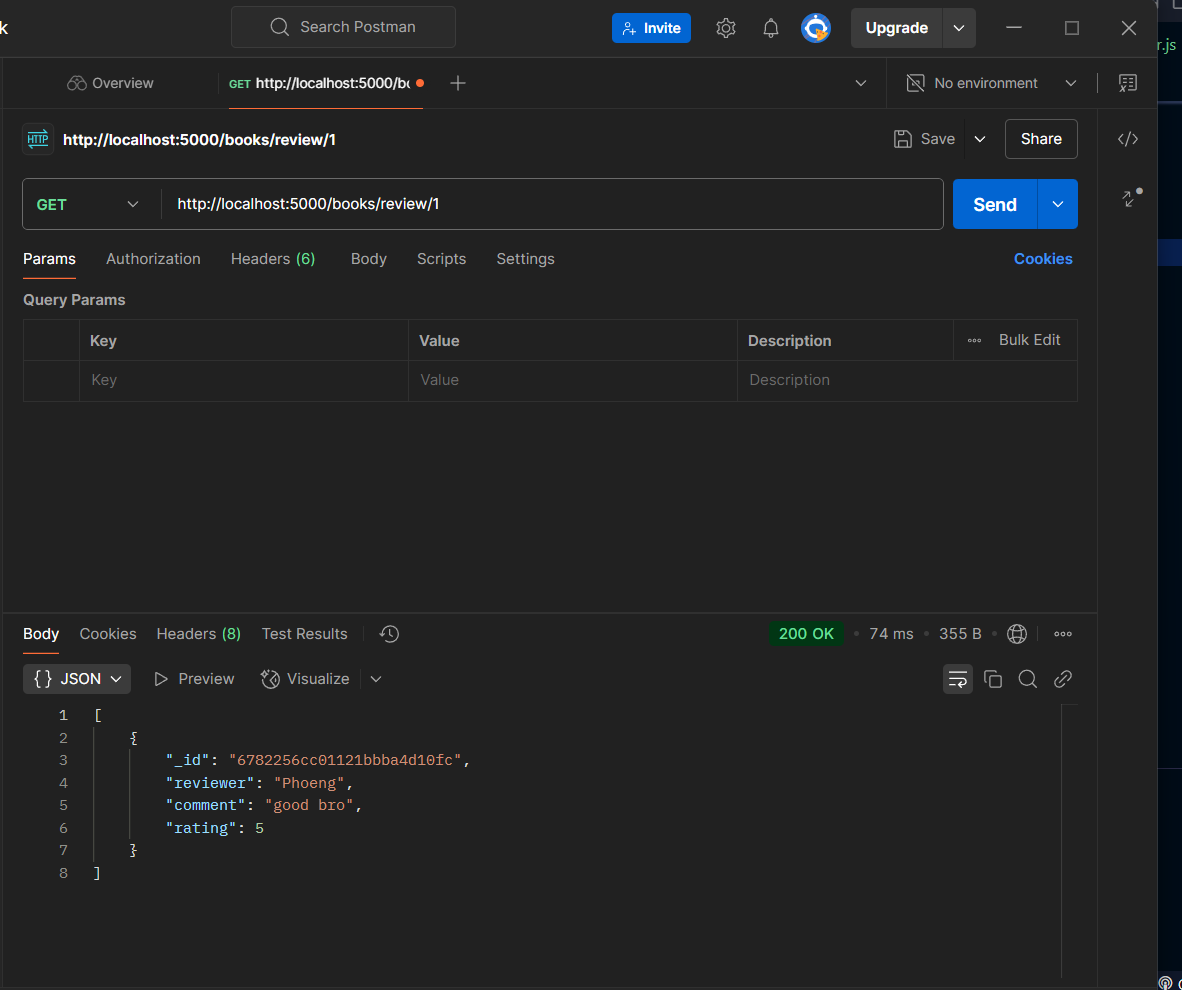 k
Search Postman
Invite
Upgrade
r.js
Overview
GET http://localhost:5000/bo
No environment
HTTP
http://localhost:5000/books/review/1
Save
Share
GET
http://localhost:5000/books/review/1
Send
Params
Authorization
Headers (6)
Body
Scripts
Settings
Cookies
Query Params
Key
Value
Description
Bulk Edit
Key
Value
Description
Body
Cookies
Headers (8)
Test Results
200 OK
74 ms
355 B
{} JSON
Preview
Visualize
1 [
2 {
3 "_id": "6782256cc01121bbba4d10fc",
4 "reviewer": "Phoeng",
5 "comment": "good bro",
6 "rating": 5
7 }
8 ]